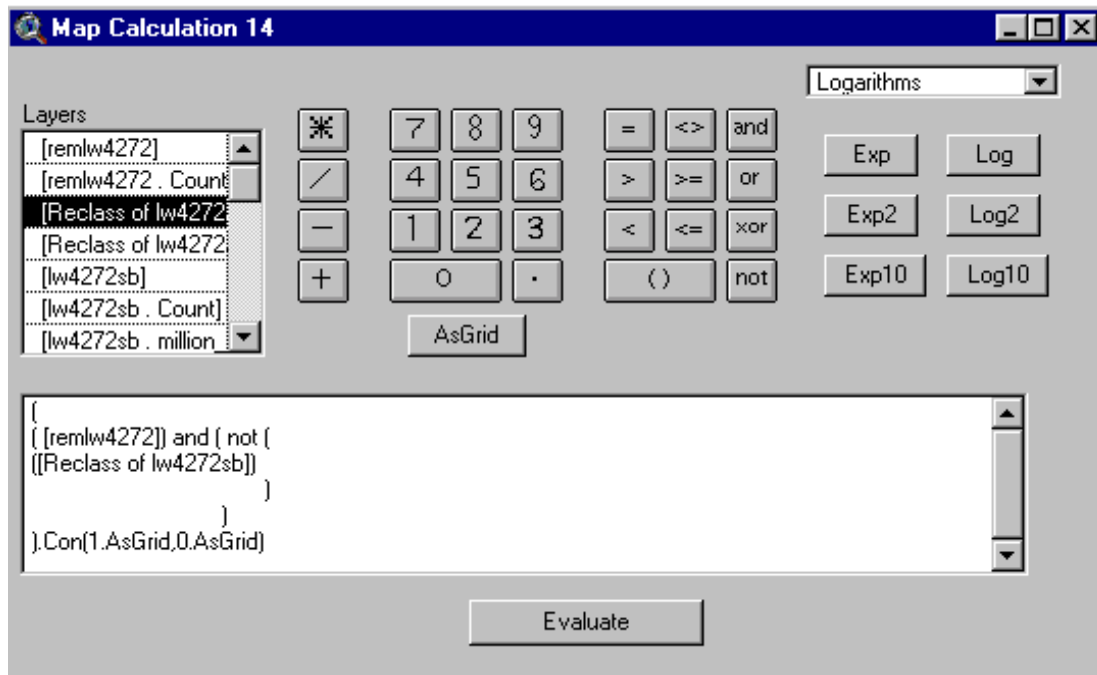 Map Calculation 14
Logarithms
Layers
[remlw4272]
[remlw4272 . Count
[Reclass of lw4272
[Reclass of lw4272
[lw4272sb]
[lw4272sb . Count]
[lw4272sb . million_
* 7 8 9 = <> and
/ 4 5 6 > >= or
− 1 2 3 < <= xor
+ 0 . ( ) not
AsGrid
Exp Log
Exp2 Log2
Exp10 Log10
(
( [remlw4272]) and ( not (
([Reclass of lw4272sb])
)
)
).Con(1.AsGrid,0.AsGrid)
Evaluate